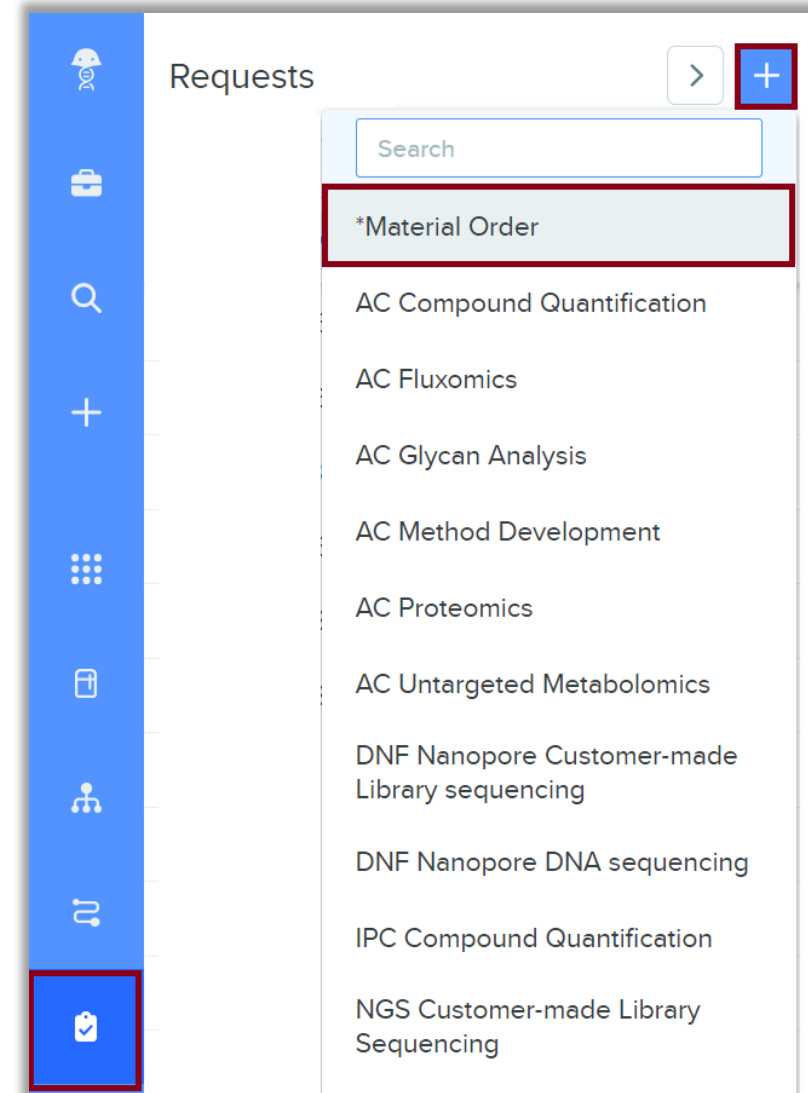 Requests
Search
*Material Order
AC Compound Quantification
AC Fluxomics
AC Glycan Analysis
AC Method Development
AC Proteomics
AC Untargeted Metabolomics
DNF Nanopore Customer-made
Library sequencing
DNF Nanopore DNA sequencing
IPC Compound Quantification
NGS Customer-made Library
Sequencing